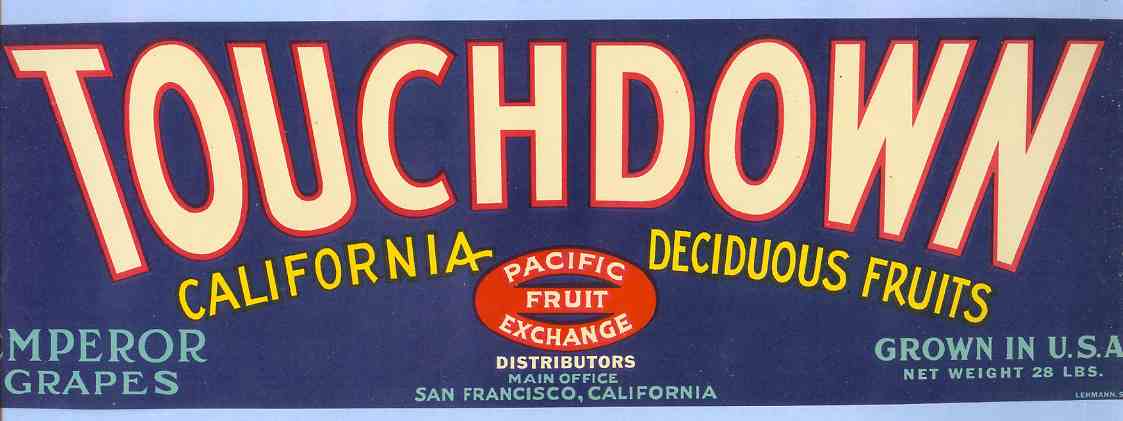 TOUCHDOWN
CALIFORNIA DECIDUOUS FRUITS
PACIFIC
FRUIT
EXCHANGE
DISTRIBUTORS
MAIN OFFICE
SAN FRANCISCO, CALIFORNIA
MPEROR
GRAPES
GROWN IN U.S.A
NET WEIGHT 28 LBS.
LEHMANN. S